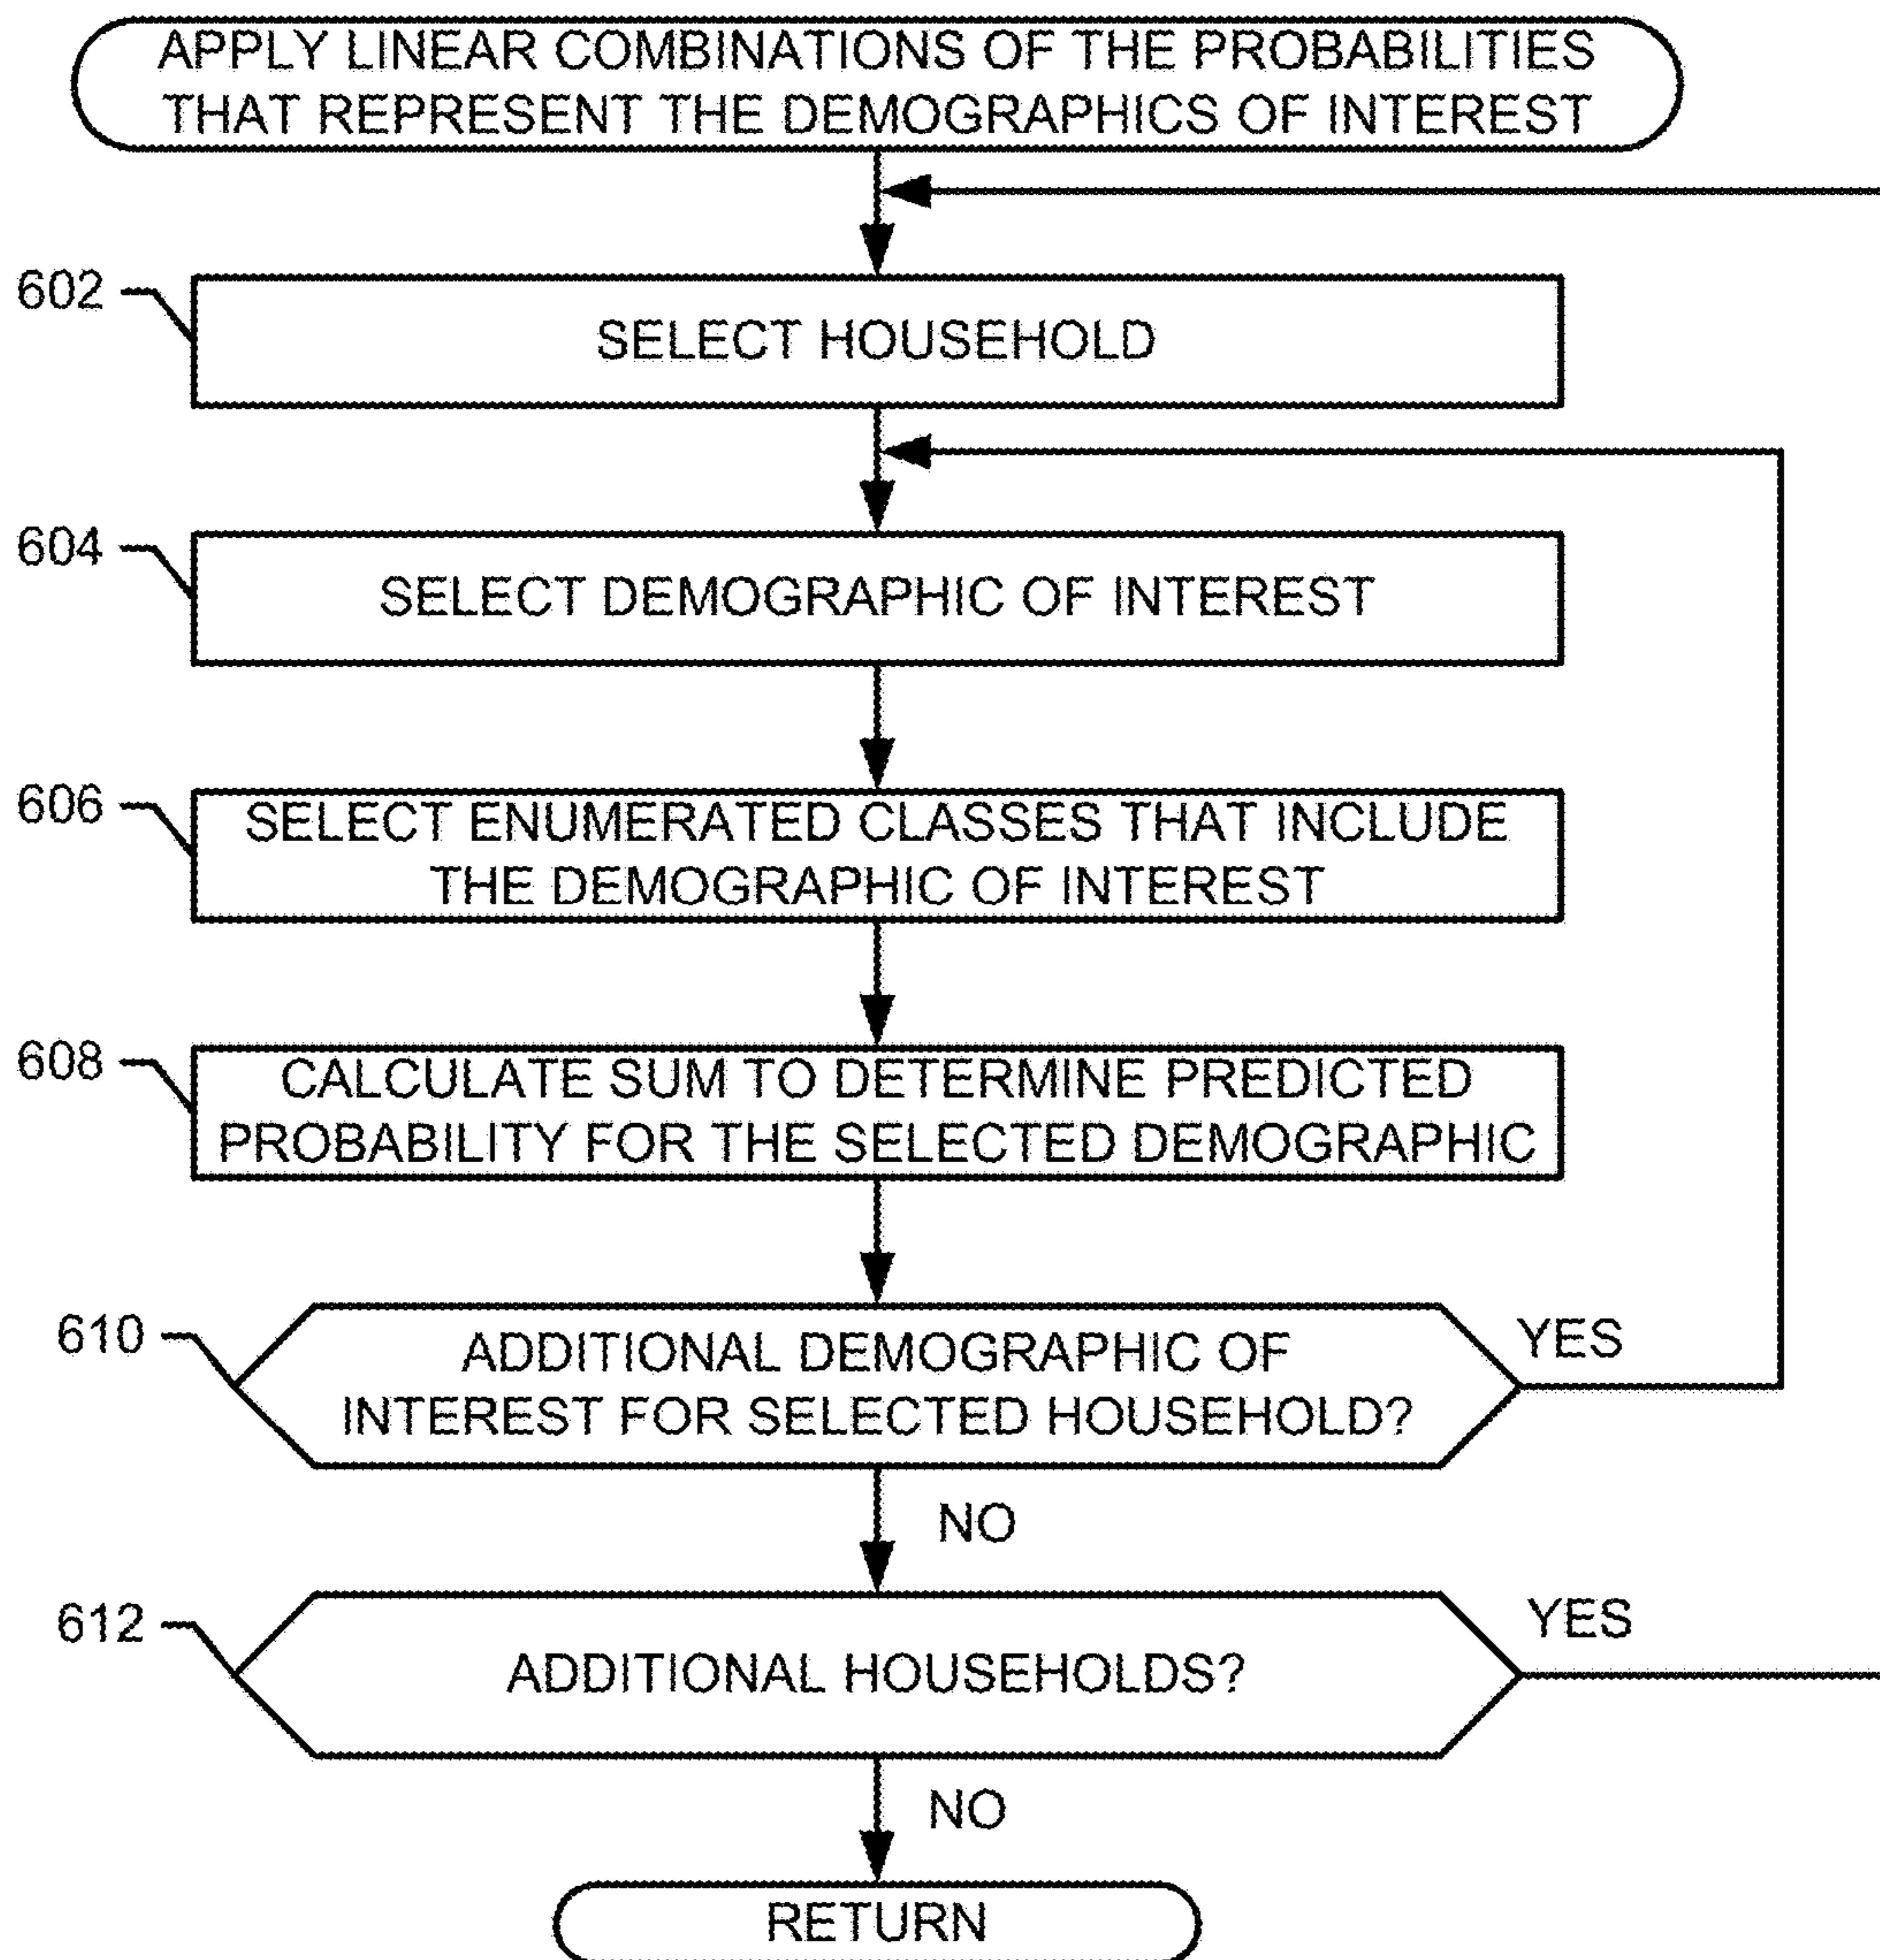 APPLY LINEAR COMBINATIONS OF THE PROBABILITIES
THAT REPRESENT THE DEMOGRAPHICS OF INTEREST
602
SELECT HOUSEHOLD
604
SELECT DEMOGRAPHIC OF INTEREST
606
SELECT ENUMERATED CLASSES THAT INCLUDE
THE DEMOGRAPHIC OF INTEREST
608
CALCULATE SUM TO DETERMINE PREDICTED
PROBABILITY FOR THE SELECTED DEMOGRAPHIC
610
ADDITIONAL DEMOGRAPHIC OF
INTEREST FOR SELECTED HOUSEHOLD?
YES
NO
612
ADDITIONAL HOUSEHOLDS?
YES
NO
RETURN